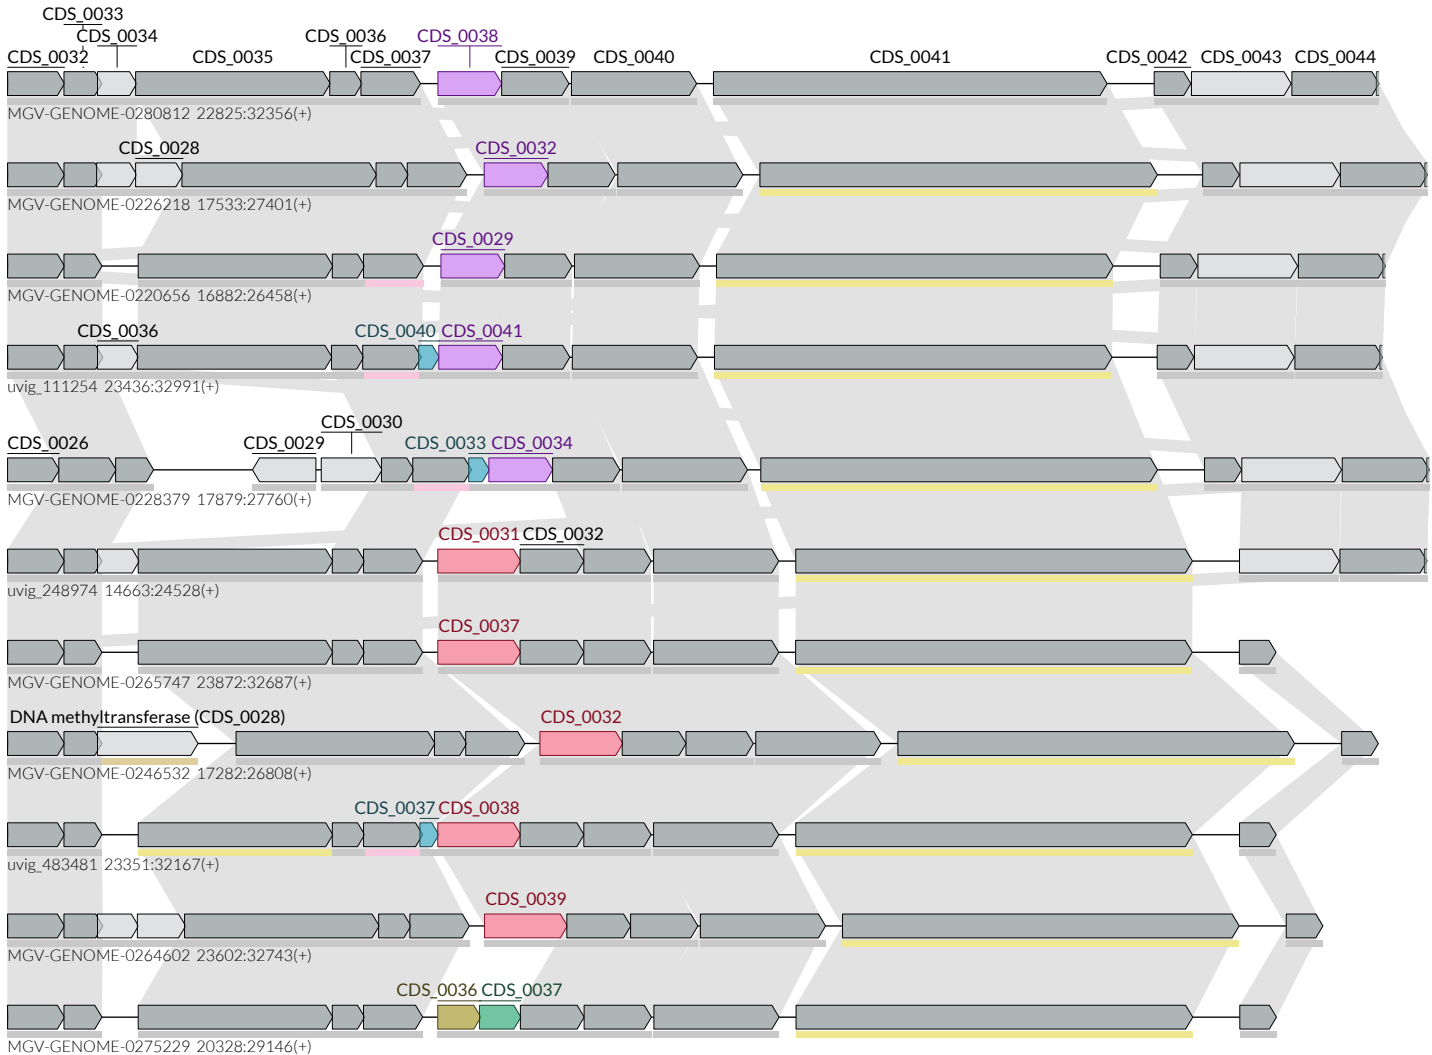 CDS_0033
CDS_0034 CDS_0036 CDS_0038
CDS_0032 CDS_0035 CDS_0037 CDS_0039 CDS_0040 CDS_0041 CDS_0042 CDS_0043 CDS_0044
MGV-GENOME-0280812 22825:32356(+)
CDS_0028 CDS_0032
MGV-GENOME-0226218 17533:27401(+)
CDS_0029
MGV-GENOME-0220656 16882:26458(+)
CDS_0036 CDS_0040 CDS_0041
uvig_111254 23436:32991(+)
CDS_0030
CDS_0026 CDS_0029 CDS_0033 CDS_0034
MGV-GENOME-0228379 17879:27760(+)
CDS_0031 CDS_0032
uvig_248974 14663:24528(+)
CDS_0037
MGV-GENOME-0265747 23872:32687(+)
DNA methyltransferase (CDS_0028) CDS_0032
MGV-GENOME-0246532 17282:26808(+)
CDS_0037 CDS_0038
uvig_483481 23351:32167(+)
CDS_0039
MGV-GENOME-0264602 23602:32743(+)
CDS_0036 CDS_0037
MGV-GENOME-0275229 20328:29146(+)